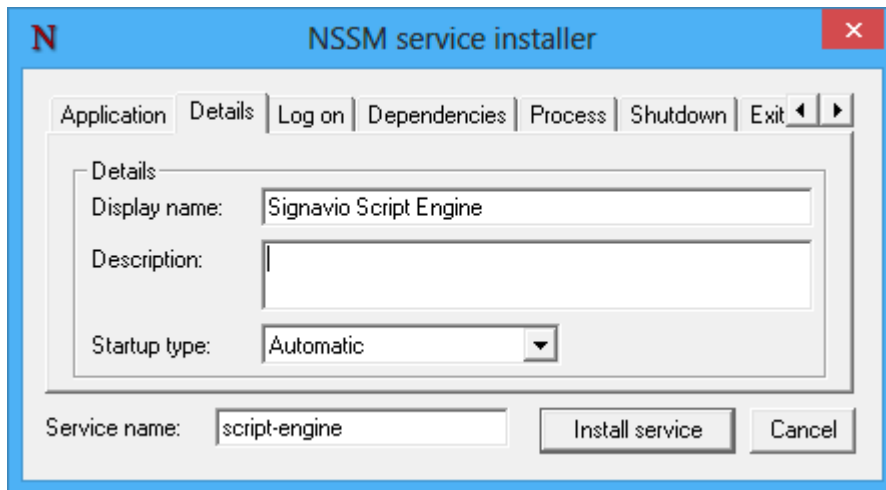 N NSSM service installer ×
Application Details Log on Dependencies Process Shutdown Exit
Details
Display name: Signavio Script Engine
Description:
Startup type: Automatic
Service name: script-engine Install service Cancel